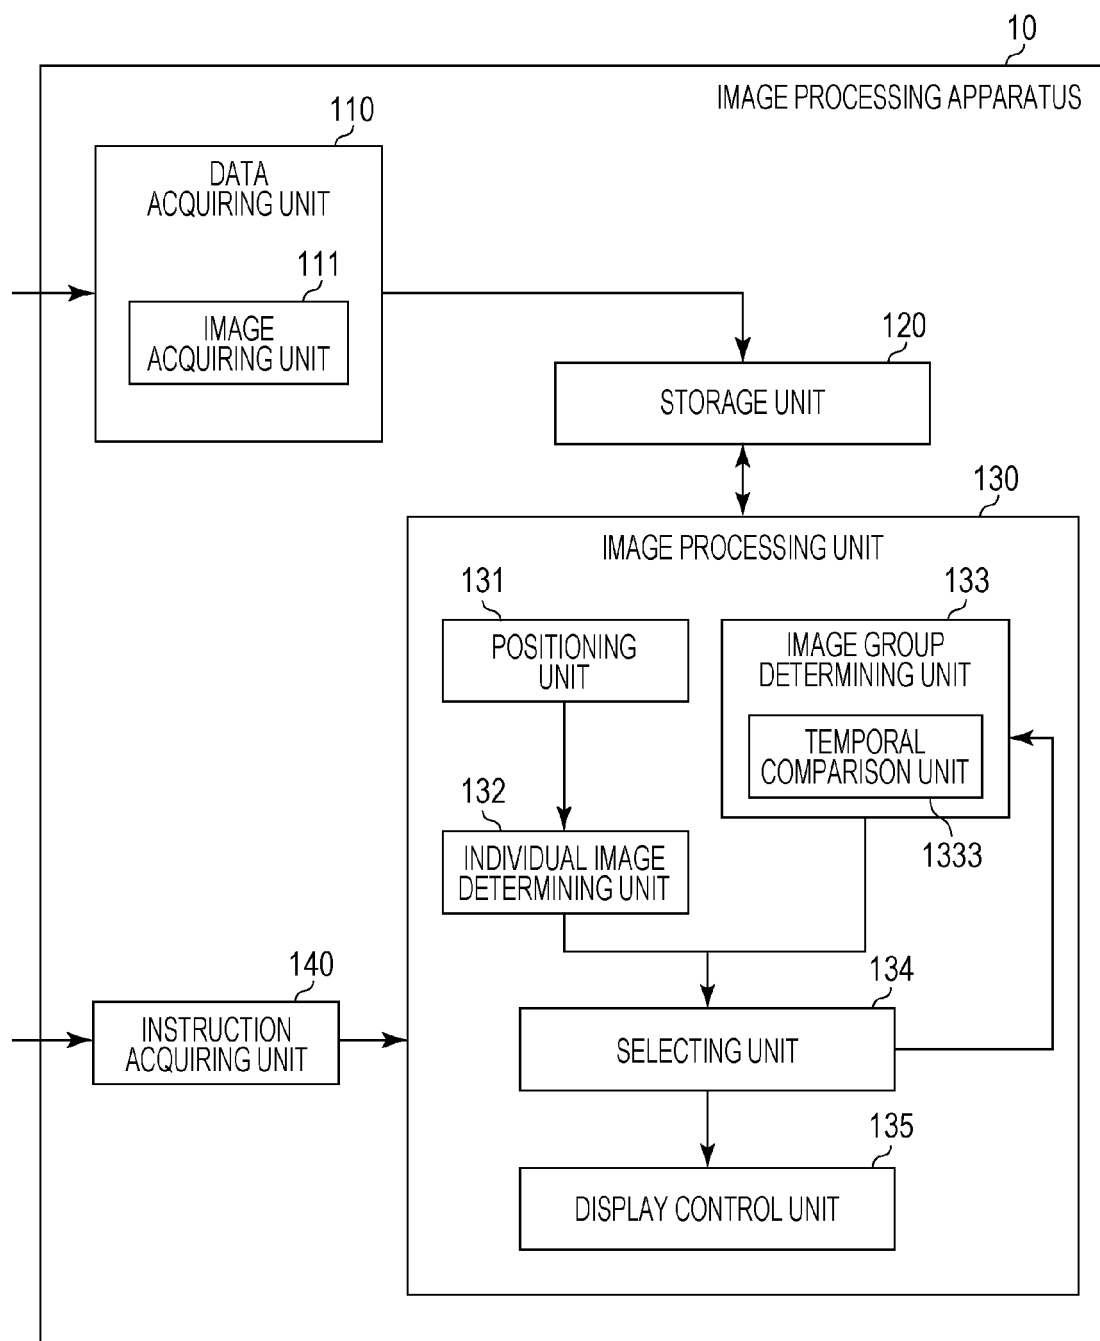 10
IMAGE PROCESSING APPARATUS
110
DATA
ACQUIRING UNIT
111
IMAGE
ACQUIRING UNIT
120
STORAGE UNIT
130
IMAGE PROCESSING UNIT
131
POSITIONING
UNIT
133
IMAGE GROUP
DETERMINING UNIT
TEMPORAL
COMPARISON UNIT
1333
132
INDIVIDUAL IMAGE
DETERMINING UNIT
140
INSTRUCTION
ACQUIRING UNIT
134
SELECTING UNIT
135
DISPLAY CONTROL UNIT